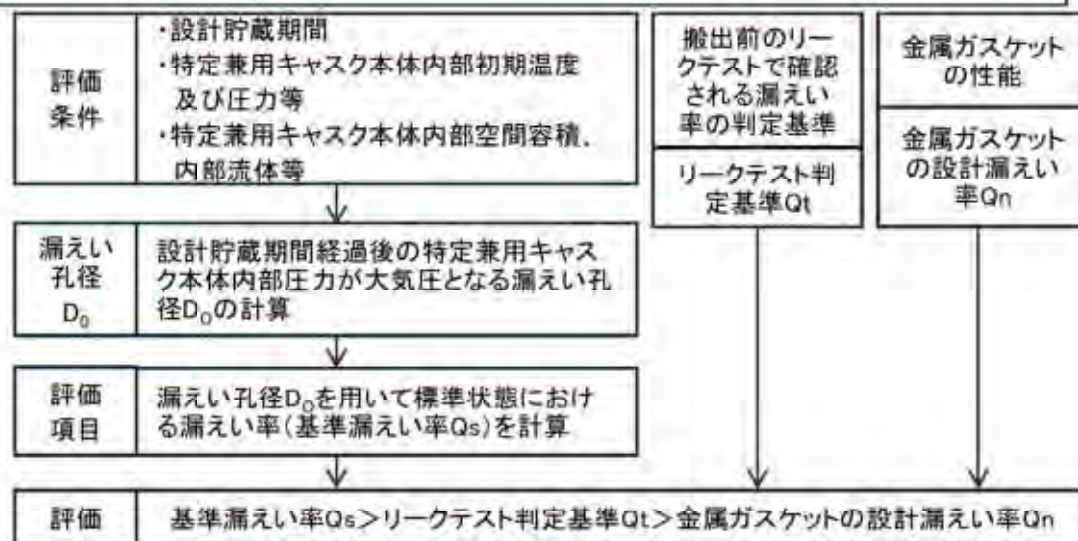 評価
条件
・設計貯蔵期間
・特定兼用キャスク本体内部初期温度
及び圧力等
・特定兼用キャスク本体内部空間容積,
内部流体等
搬出前のリー
クテストで確認
される漏えい
率の判定基準
リークテスト判
定基準Qt
金属ガスケット
の性能
金属ガスケット
の設計漏えい
率Qn
漏えい
孔径
D₀
設計貯蔵期間経過後の特定兼用キャス
ク本体内部圧力が大気圧となる漏えい孔
径D₀の計算
評価
項目
漏えい孔径D₀を用いて標準状態におけ
る漏えい率(基準漏えい率Qs)を計算
評価
基準漏えい率Qs>リークテスト判定基準Qt>金属ガスケットの設計漏えい率Qn